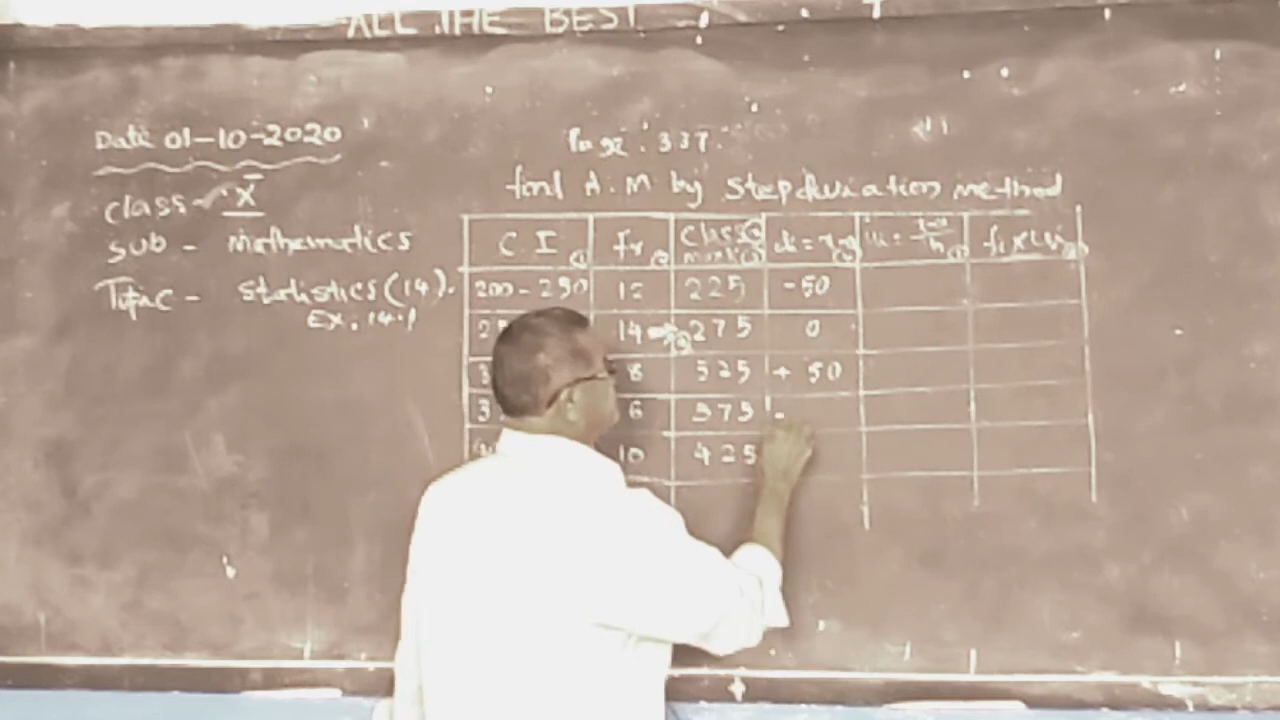 ALL THE BEST
Date 01-10-2020
class - X
Sub - Mathematics
Topic - Statistics (14).
Ex. 14.1
Page : 337.
find A.M by step deviation method
C.I
Class
200 - 250 12 225 -50
14 275 0
8 325 + 50
6 375
10 425